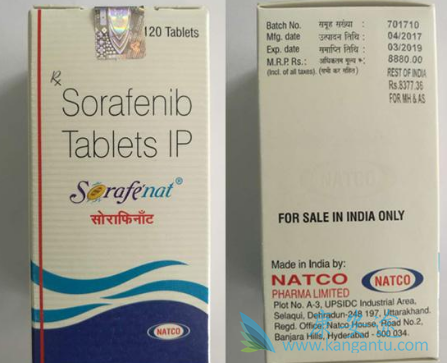 120 Tablets
Rx
Sorafenib
Tablets IP
Sorafenat®
सोराफिनॉट
NATCO
Batch No. समूह संख्या : 701710
Mfg. date उत्पादन तिथि : 04/2017
Exp. date समाप्ति तिथि : 03/2019
M.R.P. Rs.: अधिकतम मूल्य रु: 8880.00
(Incl. of all taxes) (सभी कर सहित) REST OF INDIA
Rs.8377.36
FOR MH & AS
FOR SALE IN INDIA ONLY
Made in India by:
NATCO NATCO
PHARMA LIMITED
Plot No. A-3, UPSIDC Industrial Area,
Selaqui, Dehradun-248 197, Uttarakhand.
Regd. Office: Natco House, Road No.2,
Banjara Hills, Hyderabad - 500 034.
www.kangantu.com